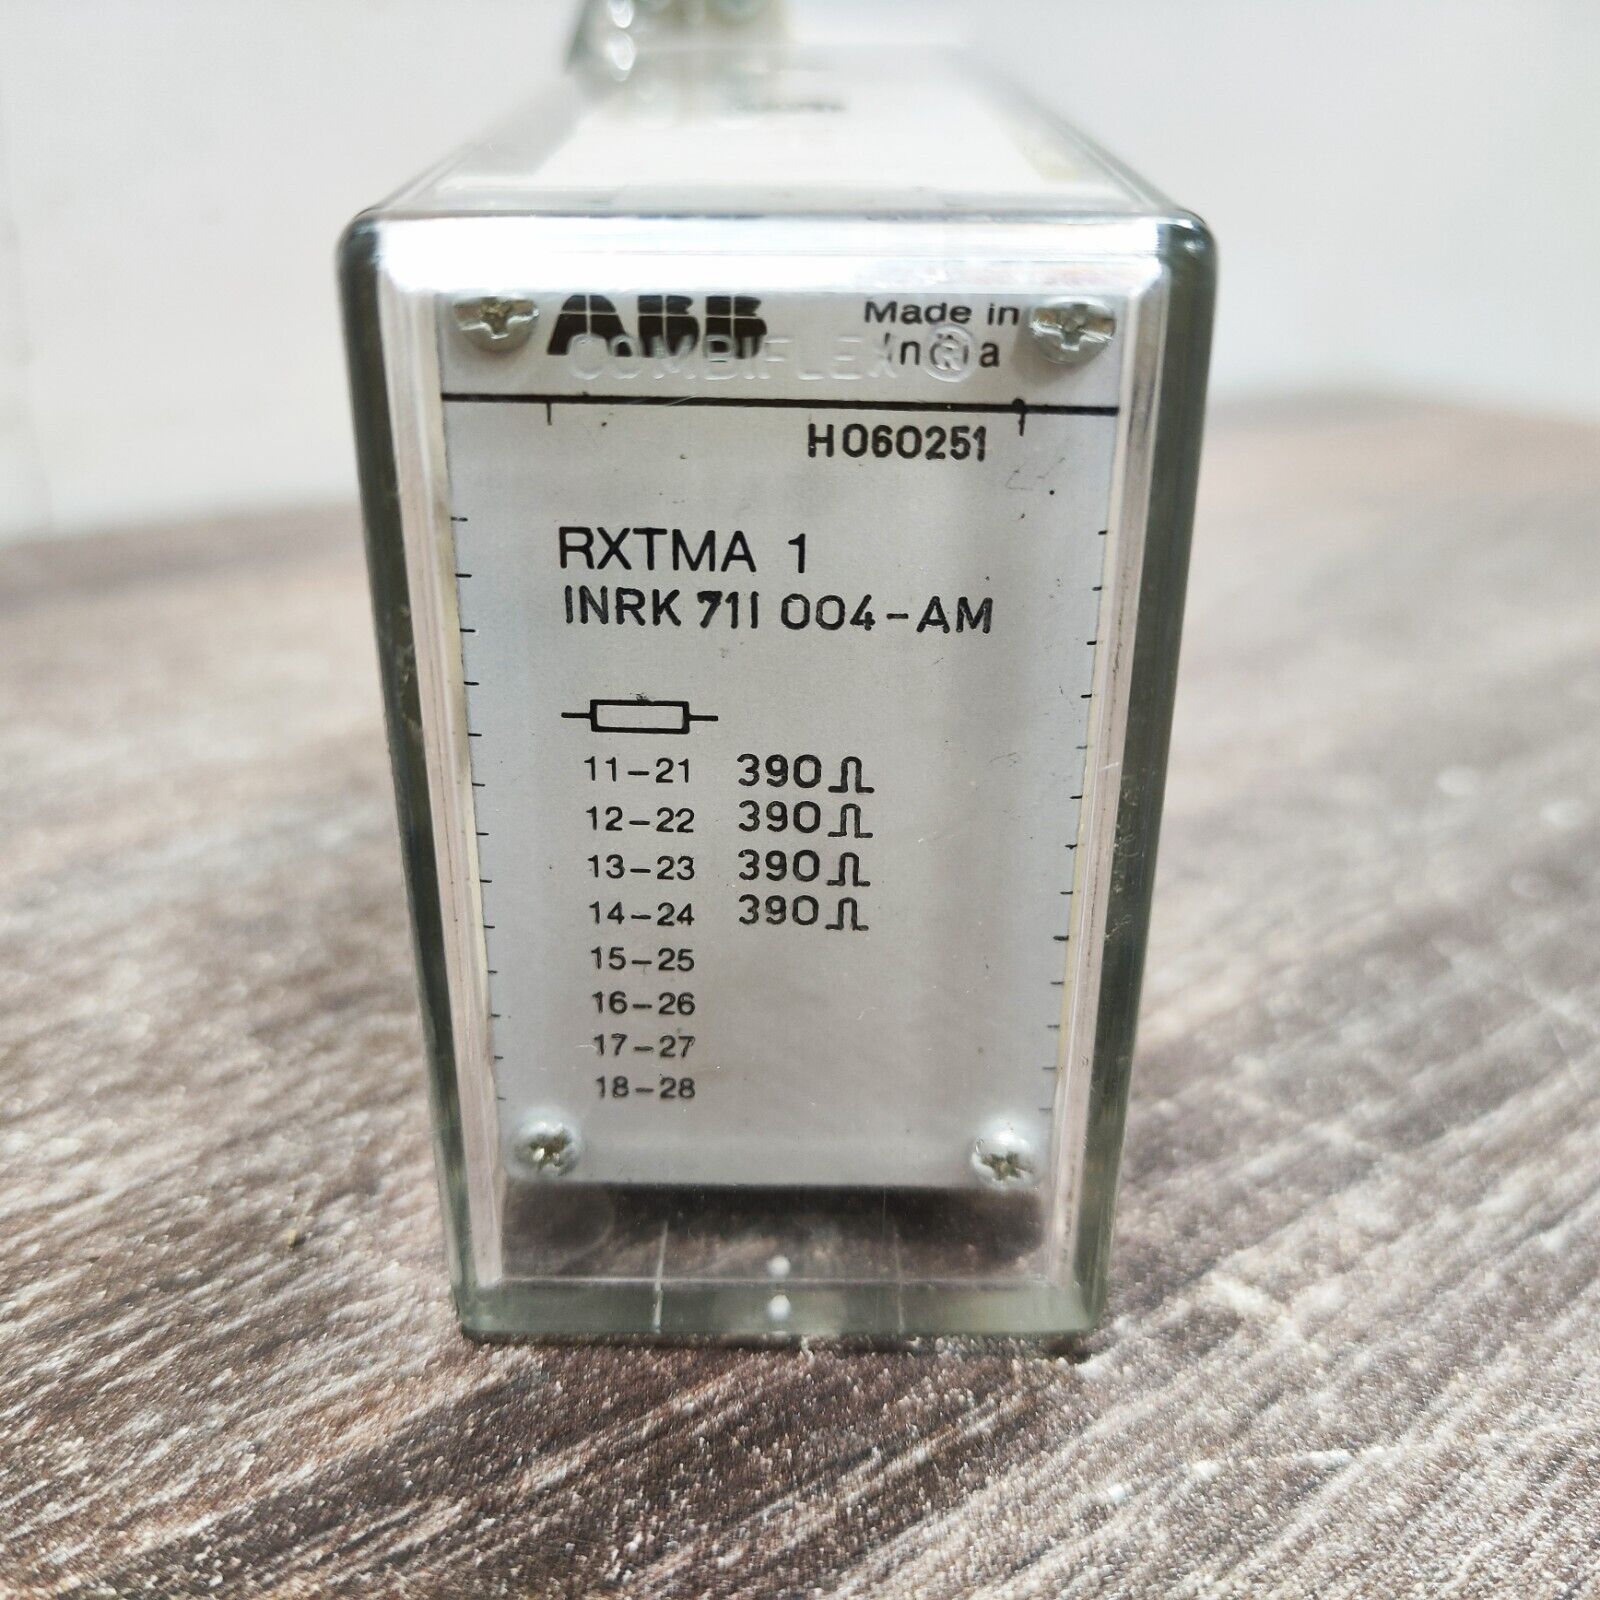 ABB Made in
COMBIFLEX® India
H060251
RXTMA 1
INRK 711 004-AM
11-21 390Ω
12-22 390Ω
13-23 390Ω
14-24 390Ω
15-25
16-26
17-27
18-28